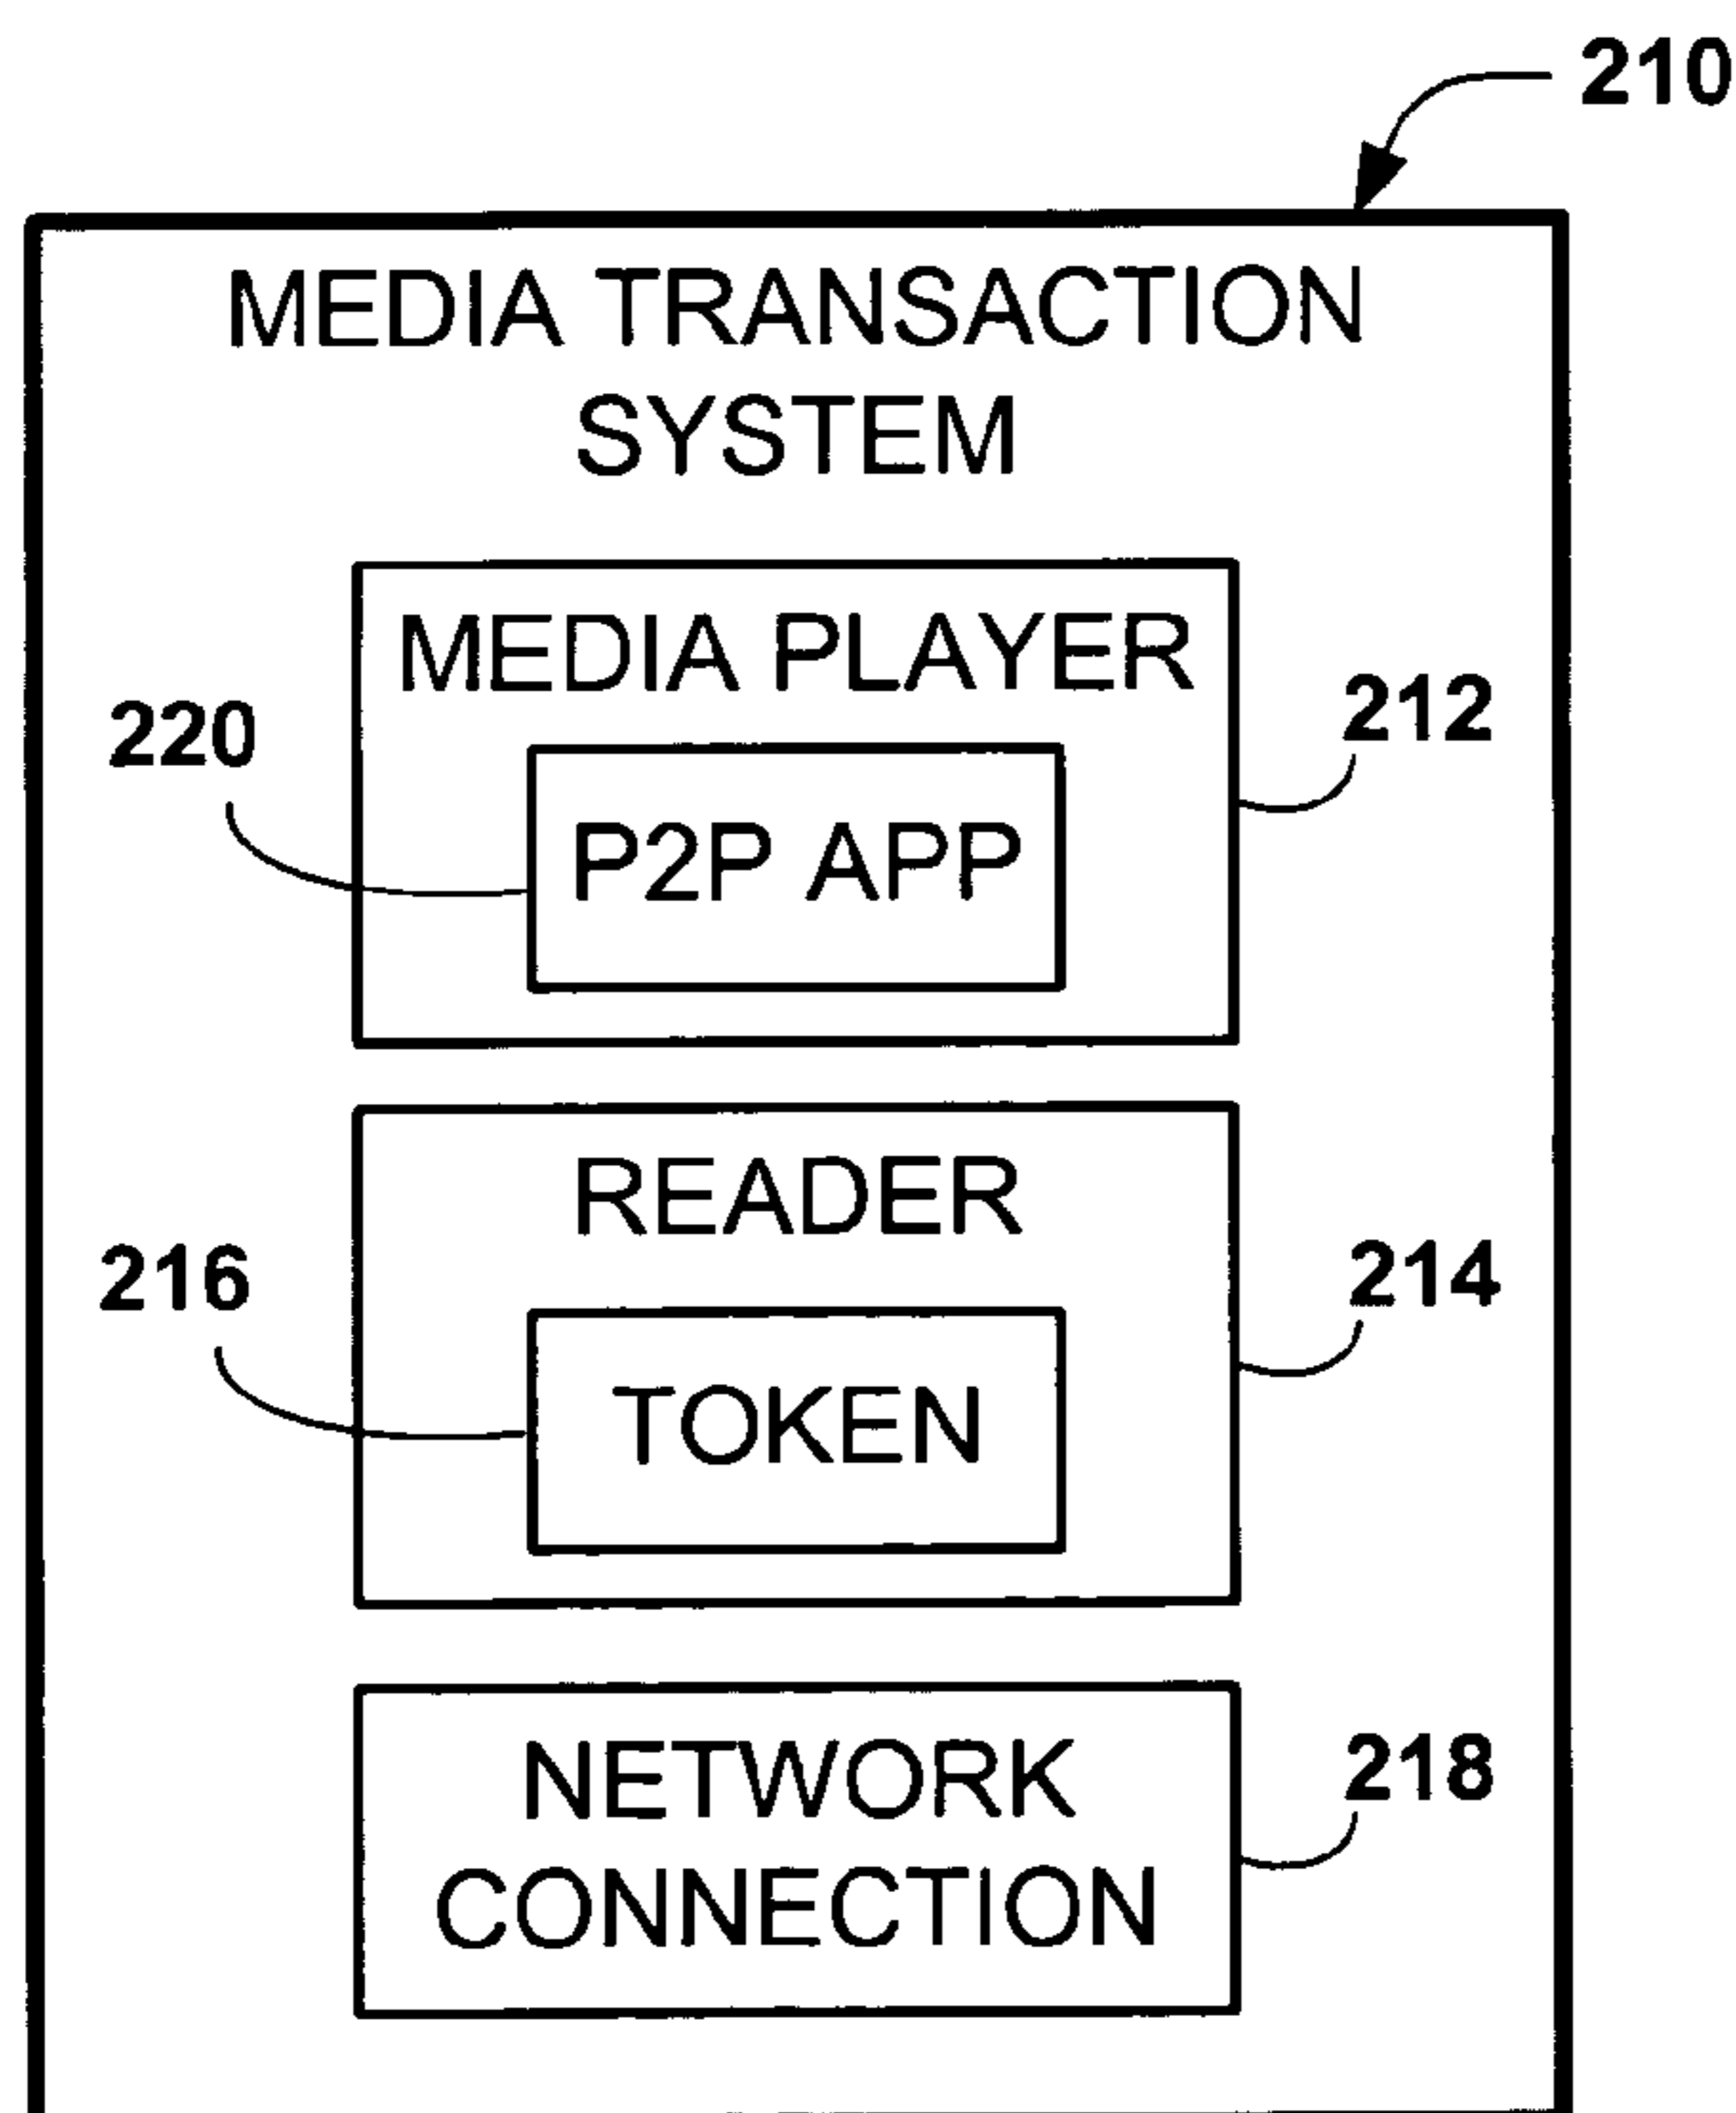 210
MEDIA TRANSACTION
SYSTEM
MEDIA PLAYER
212
220
P2P APP
READER
214
216
TOKEN
NETWORK
218
CONNECTION